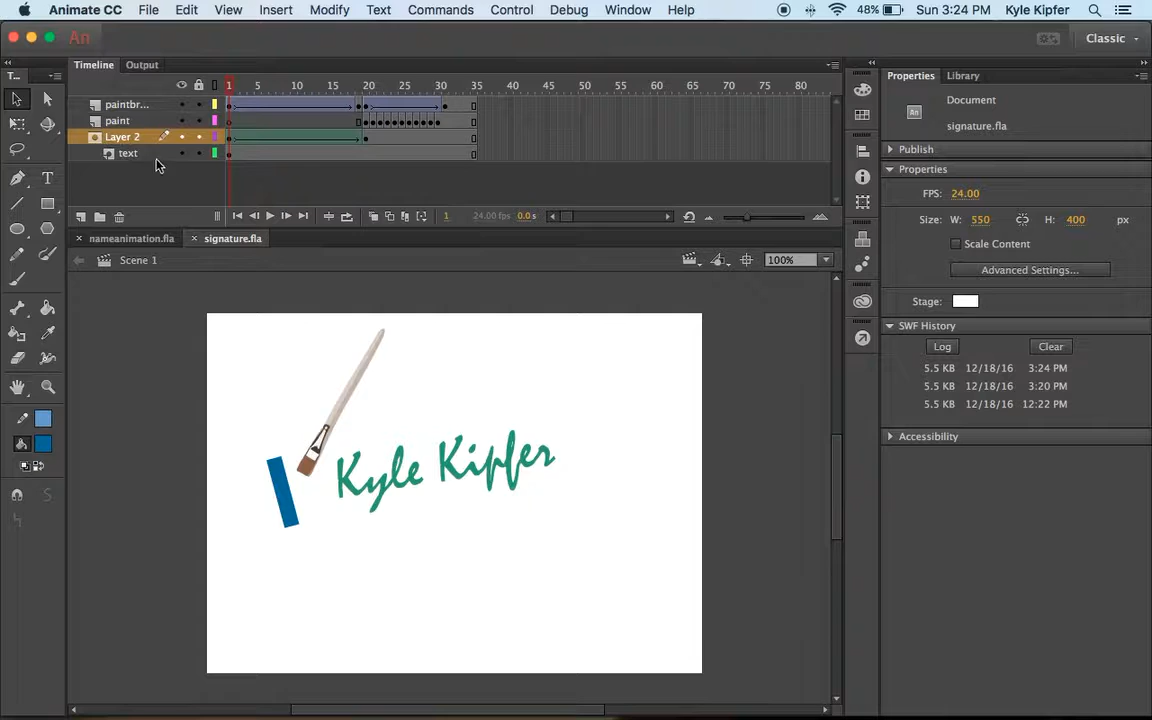 Animate CC File Edit View Insert Modify Text Commands Control Debug Window Help 48% Sun 3:24 PM Kyle Kipfer
An Classic
T... Timeline Output Properties Library
1 5 10 15 20 25 30 35 40 45 50 55 60 65 70 75 80
paintbr...
paint
Layer 2
text
1 24.00 fps 0.0 s
nameanimation.fla signature.fla
Scene 1 100%
Kyle Kipfer
Document
An signature.fla
Publish
Properties
FPS: 24.00
Size: W: 550 H: 400 px
Scale Content
Advanced Settings...
Stage:
SWF History
Log Clear
5.5 KB 12/18/16 3:24 PM
5.5 KB 12/18/16 3:20 PM
5.5 KB 12/18/16 12:22 PM
Accessibility